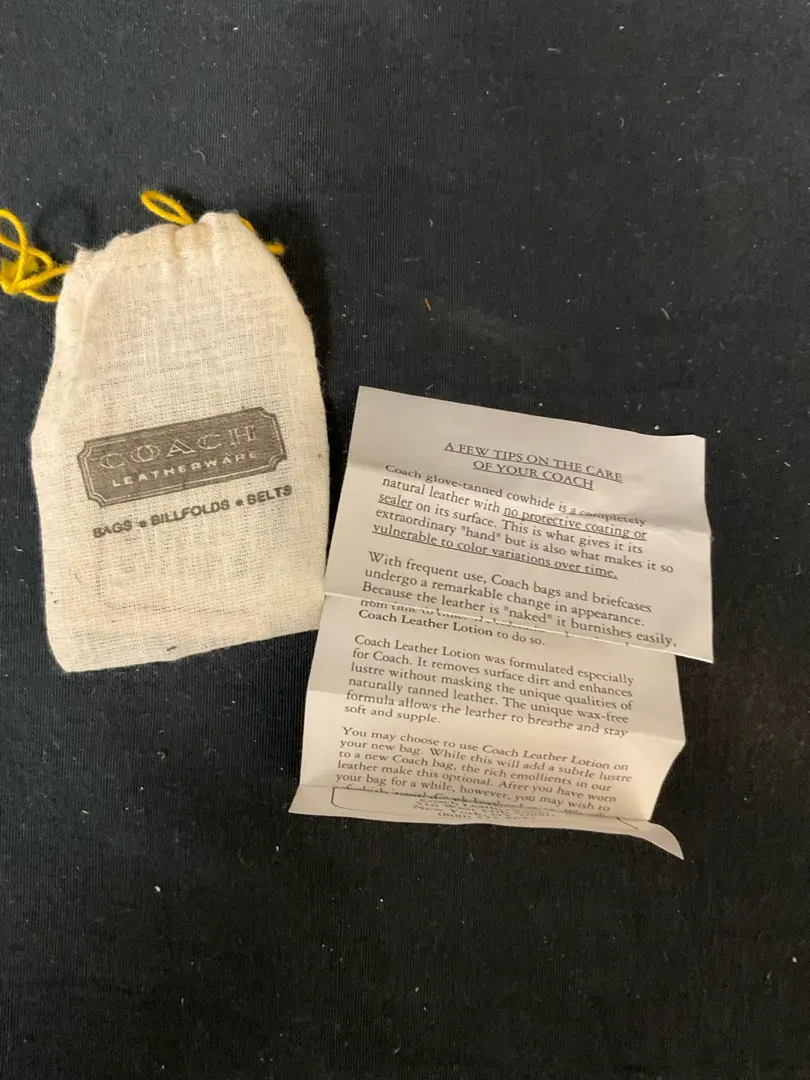 COACH
LEATHERWARE
BAGS • BILLFOLDS • BELTS
A FEW TIPS ON THE CARE
OF YOUR COACH
Coach glove-tanned cowhide is a completely
natural leather with no protective coating or
sealer on its surface. This is what gives it its
extraordinary "hand" but is also what makes it so
vulnerable to color variations over time.
With frequent use, Coach bags and briefcases
undergo a remarkable change in appearance.
Because the leather is "naked" it burnishes easily,
from time to time.
Coach Leather Lotion to do so.
Coach Leather Lotion was formulated especially
for Coach. It removes surface dirt and enhances
lustre without masking the unique qualities of
naturally tanned leather. The unique wax-free
formula allows the leather to breathe and stay
soft and supple.
You may choose to use Coach Leather Lotion on
your new bag. While this will add a subtle lustre
to a new Coach bag, the rich emollients in our
leather make this optional. After you have worn
your bag for a while, however, you may wish to